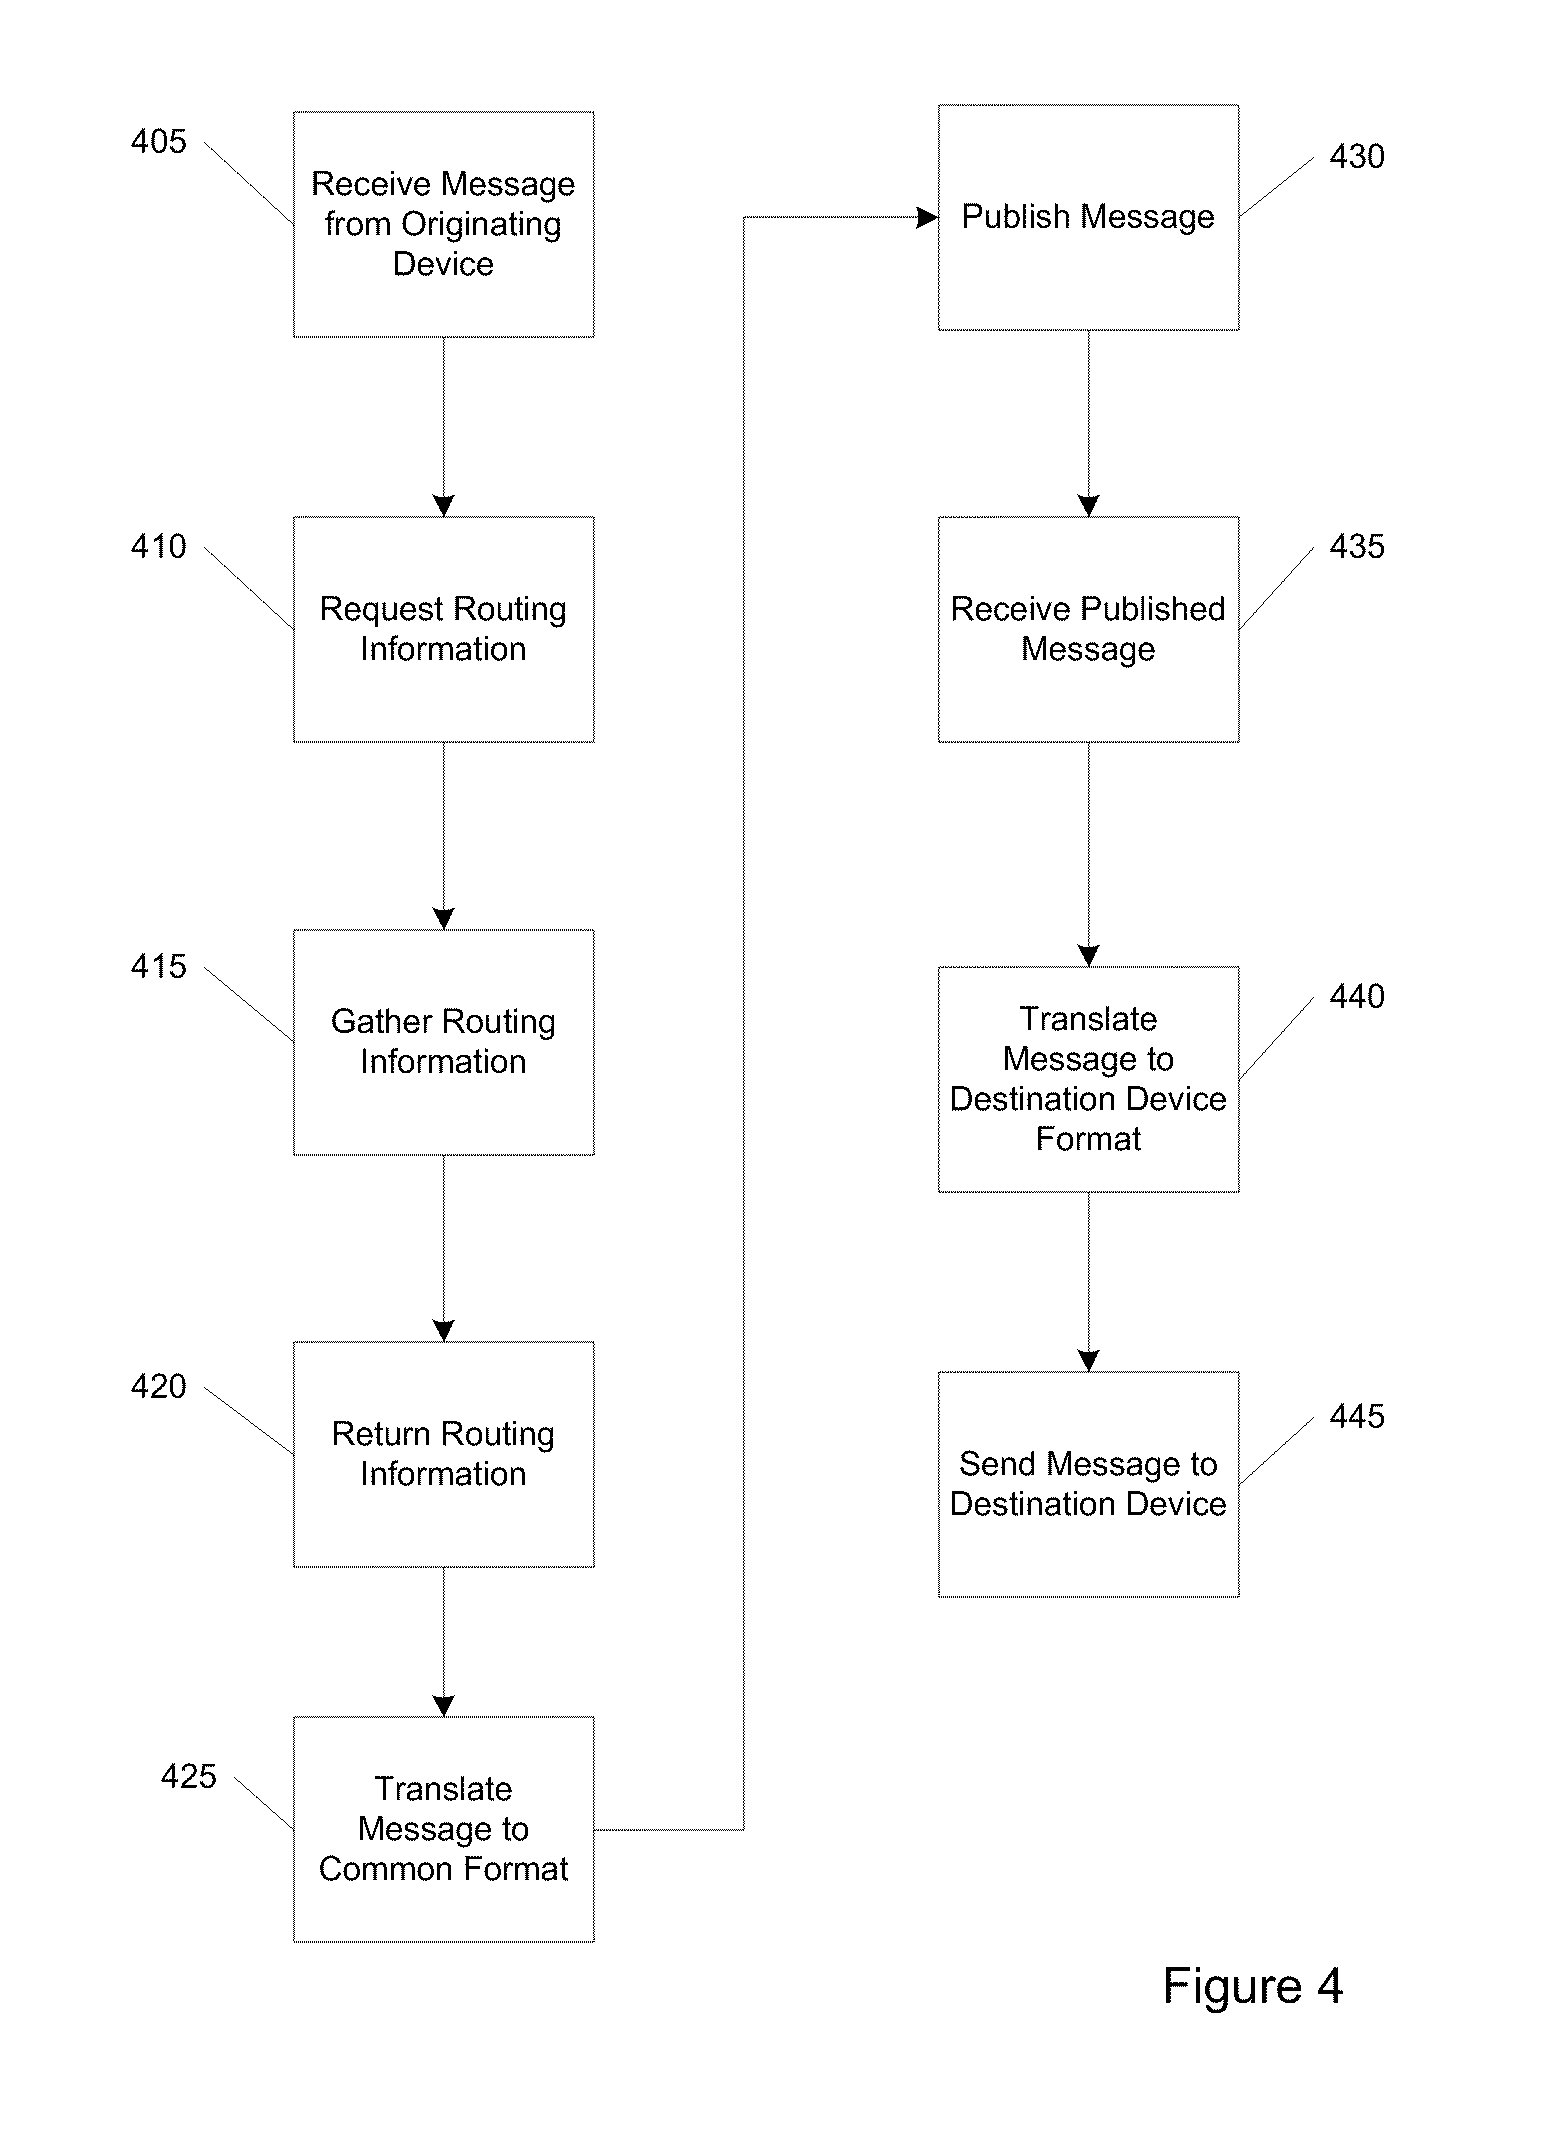 405
Receive Message
from Originating
Device
410
Request Routing
Information
415
Gather Routing
Information
420
Return Routing
Information
425
Translate
Message to
Common Format
430
Publish Message
435
Receive Published
Message
440
Translate
Message to
Destination Device
Format
445
Send Message to
Destination Device
Figure 4